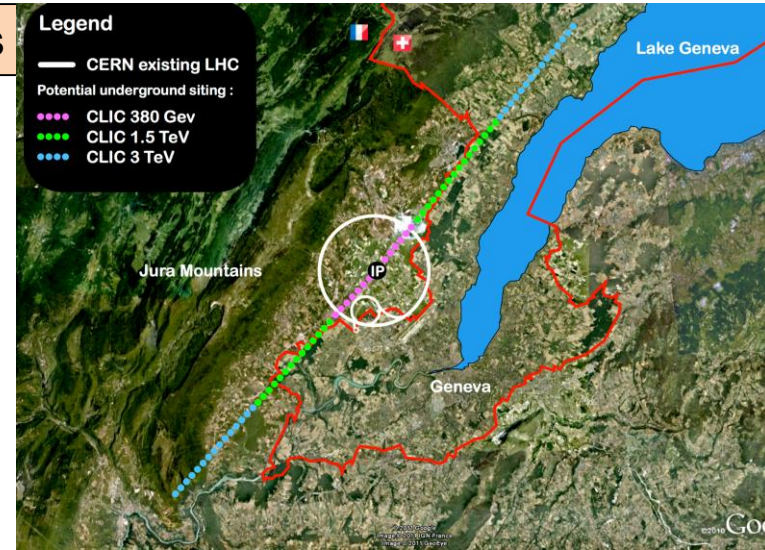 s
Legend
CERN existing LHC
Potential underground siting :
CLIC 380 Gev
CLIC 1.5 TeV
CLIC 3 TeV
Lake Geneva
Jura Mountains
IP
Geneva
©2010 Goo